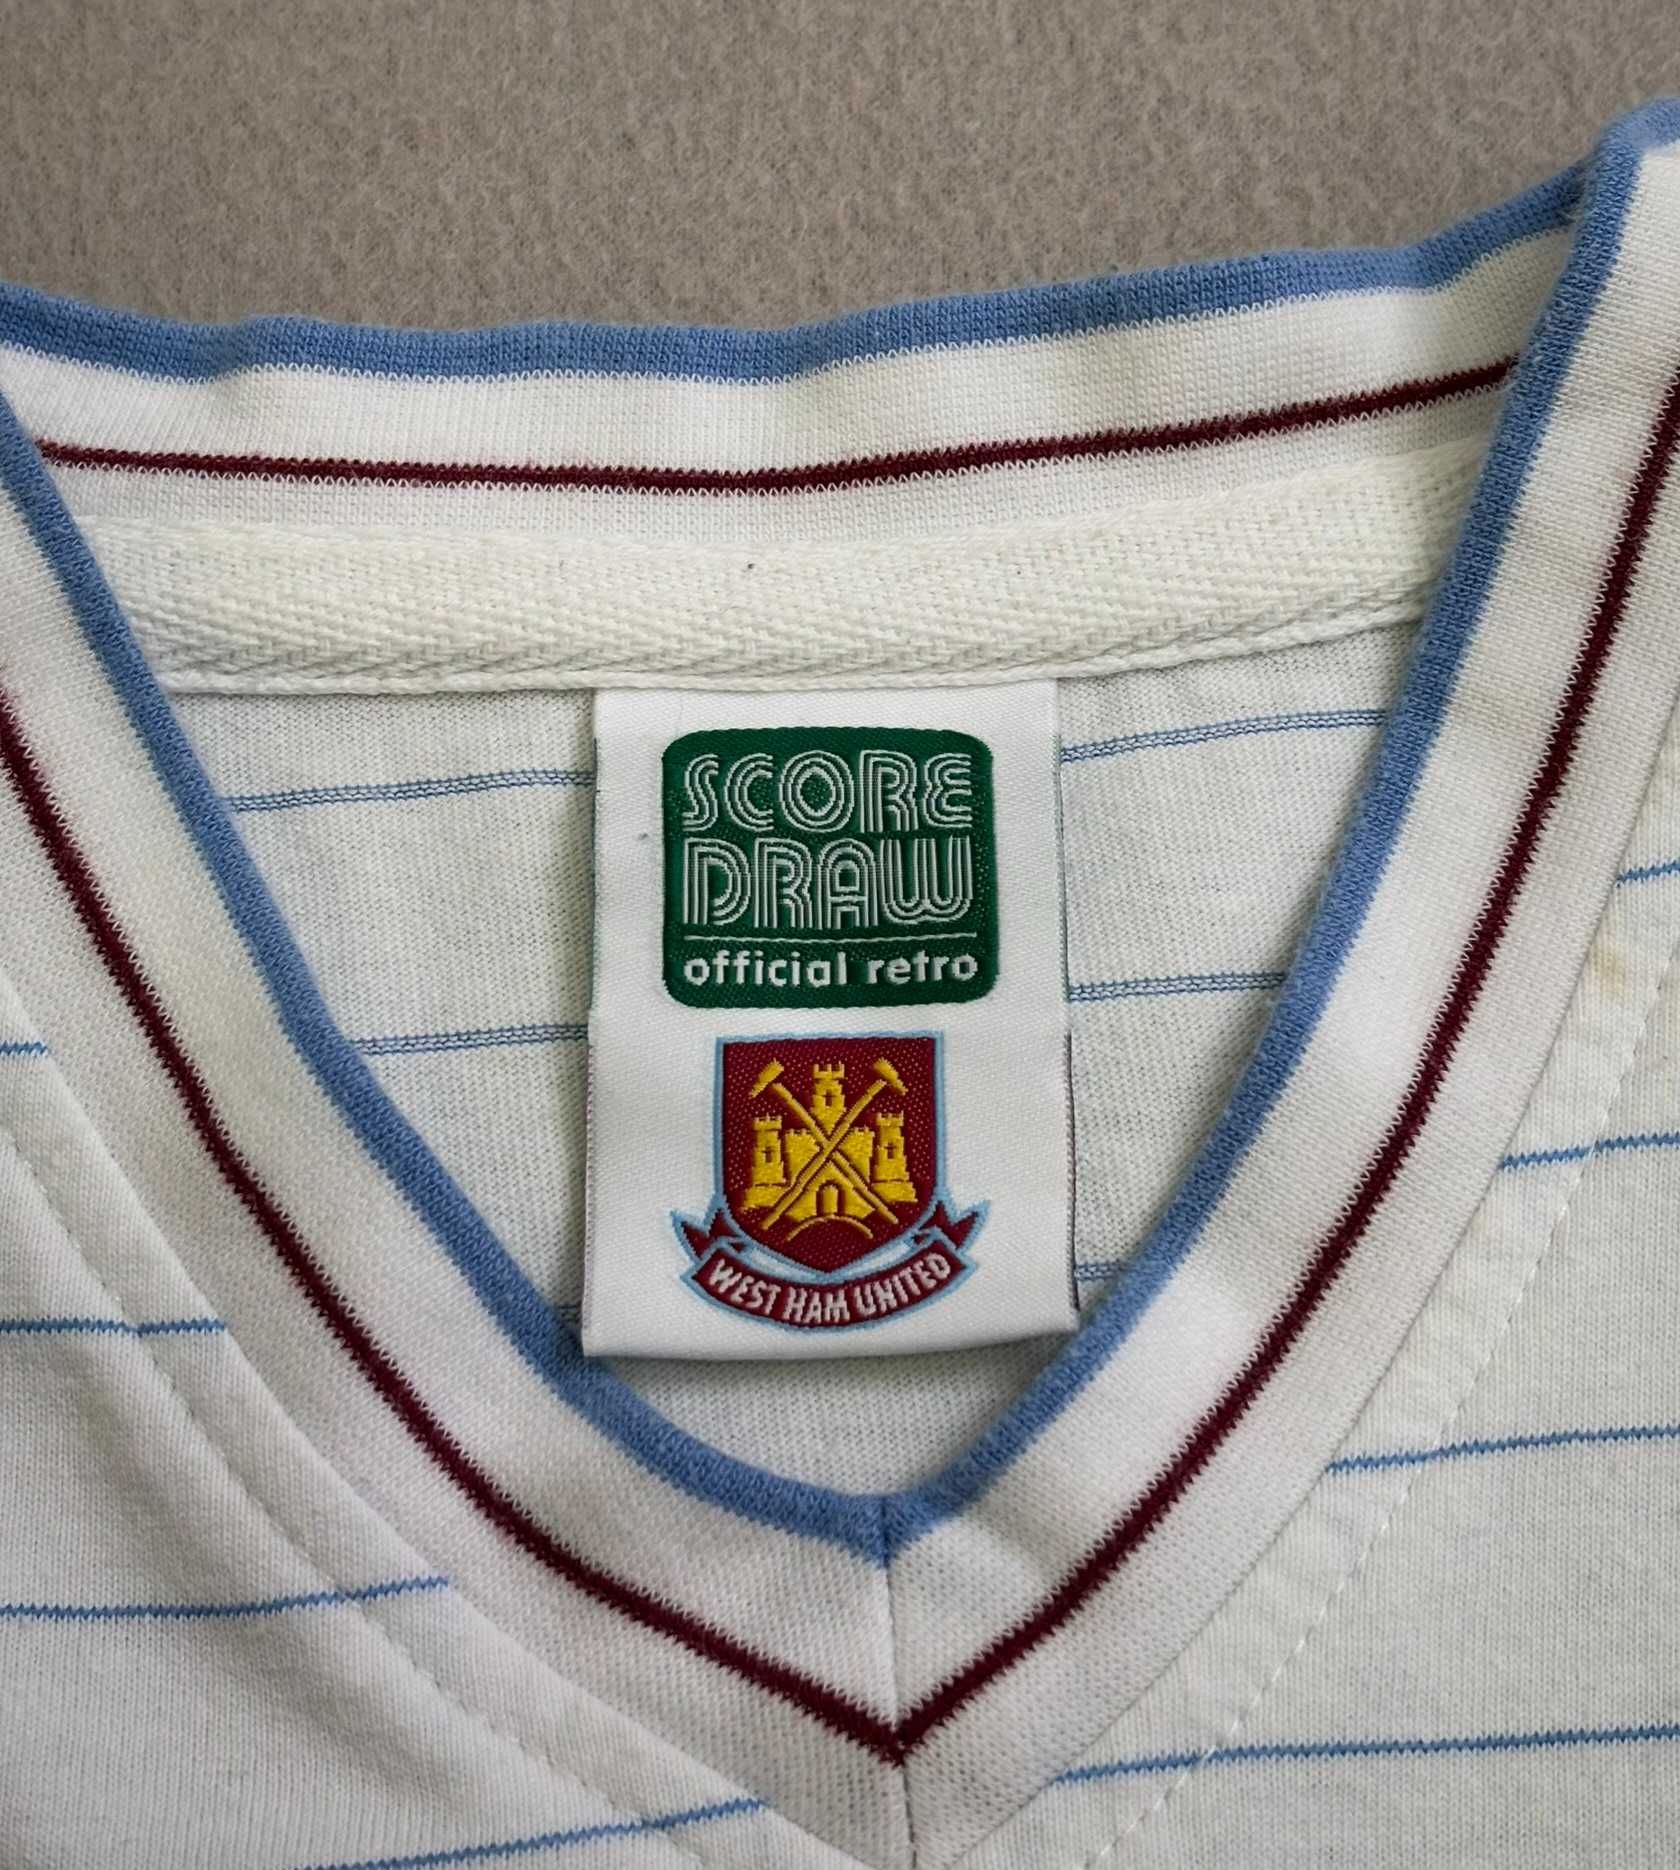 SCORE
DRAW
official retro
WEST HAM UNITED